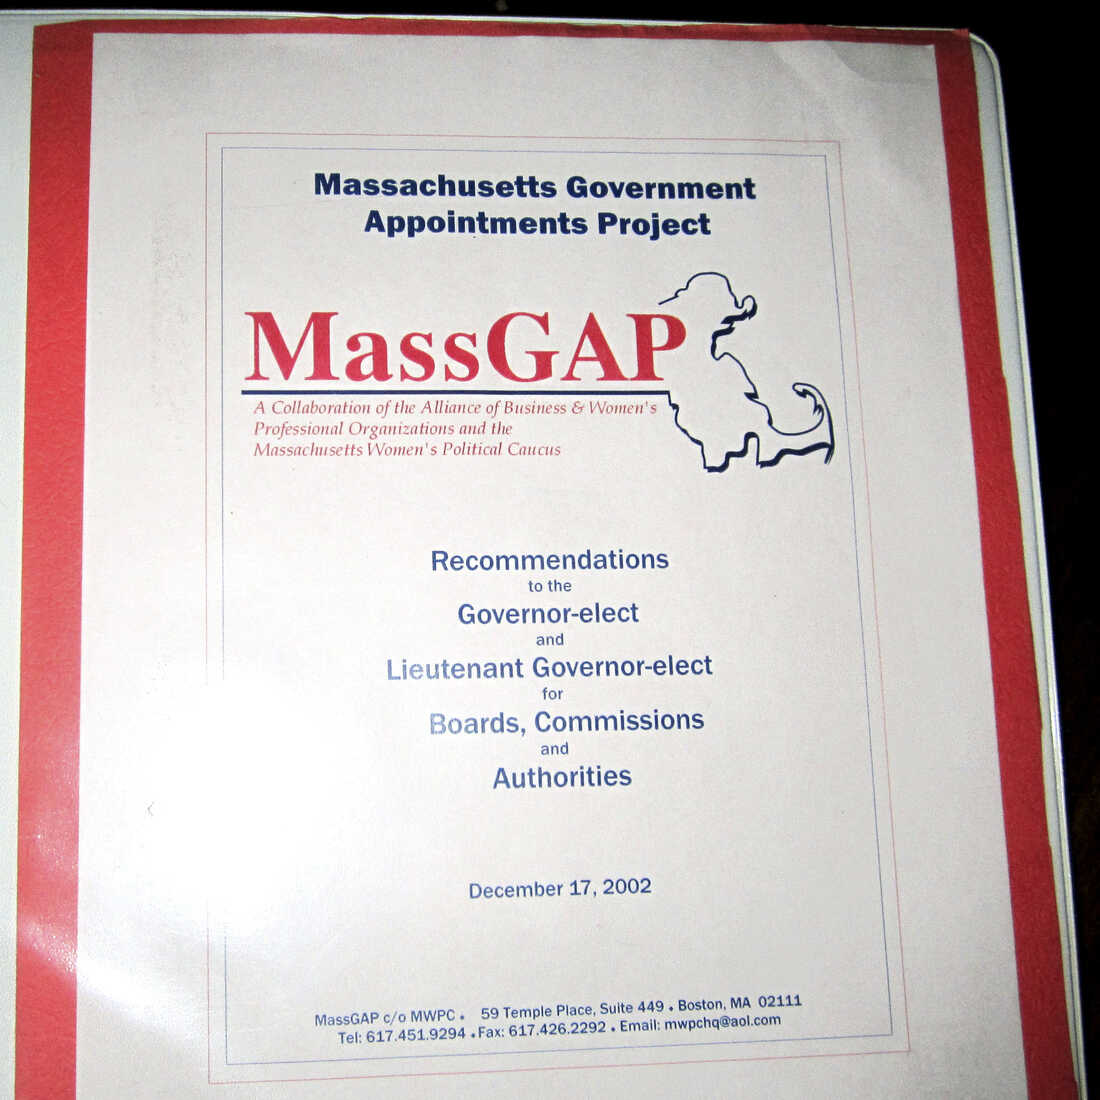 Massachusetts Government
Appointments Project
MassGAP
A Collaboration of the Alliance of Business & Women's
Professional Organizations and the
Massachusetts Women's Political Caucus
Recommendations
to the
Governor-elect
and
Lieutenant Governor-elect
for
Boards, Commissions
and
Authorities
December 17, 2002
MassGAP c/o MWPC • 59 Temple Place, Suite 449 • Boston, MA 02111
Tel: 617.451.9294 • Fax: 617.426.2292 • Email: mwpchq@aol.com